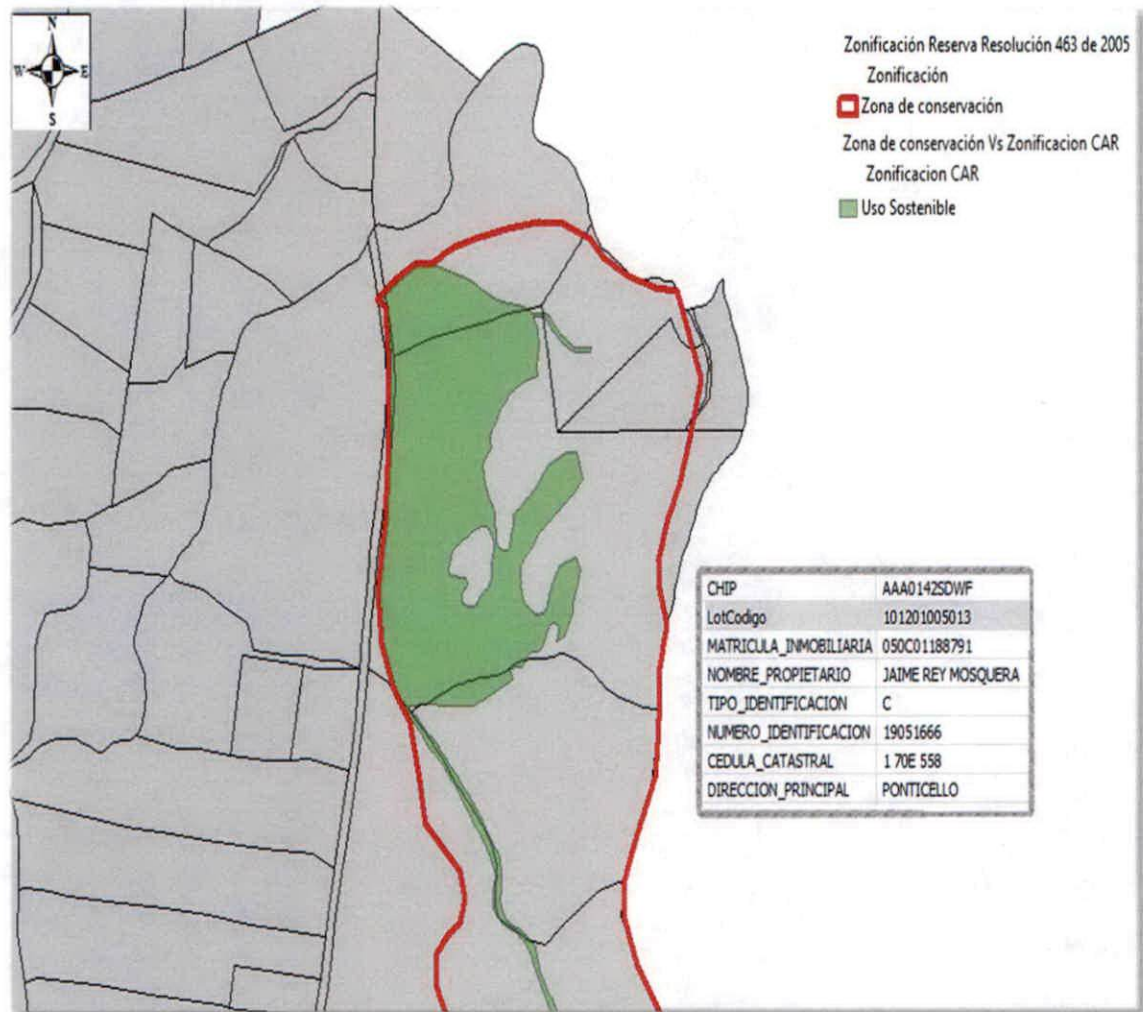 N
W E
S
Zonificación Reserva Resolución 463 de 2005
Zonificación
Zona de conservación
Zona de conservación Vs Zonificacion CAR
Zonificacion CAR
Uso Sostenible
CHIP AAA0142SDWF
LotCodigo 101201005013
MATRICULA_INMOBILIARIA 050C01188791
NOMBRE_PROPIETARIO JAIME REY MOSQUERA
TIPO_IDENTIFICACION C
NUMERO_IDENTIFICACION 19051666
CEDULA_CATASTRAL 1 70E 558
DIRECCION_PRINCIPAL PONTICELLO